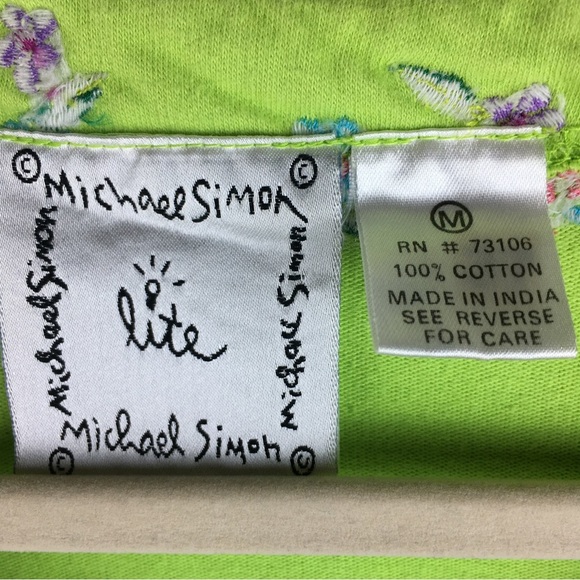 © Michael Simon ©
Michael Simon
lite
Michael Simon
© Michael Simon ©
M
RN # 73106
100% COTTON
MADE IN INDIA
SEE REVERSE
FOR CARE